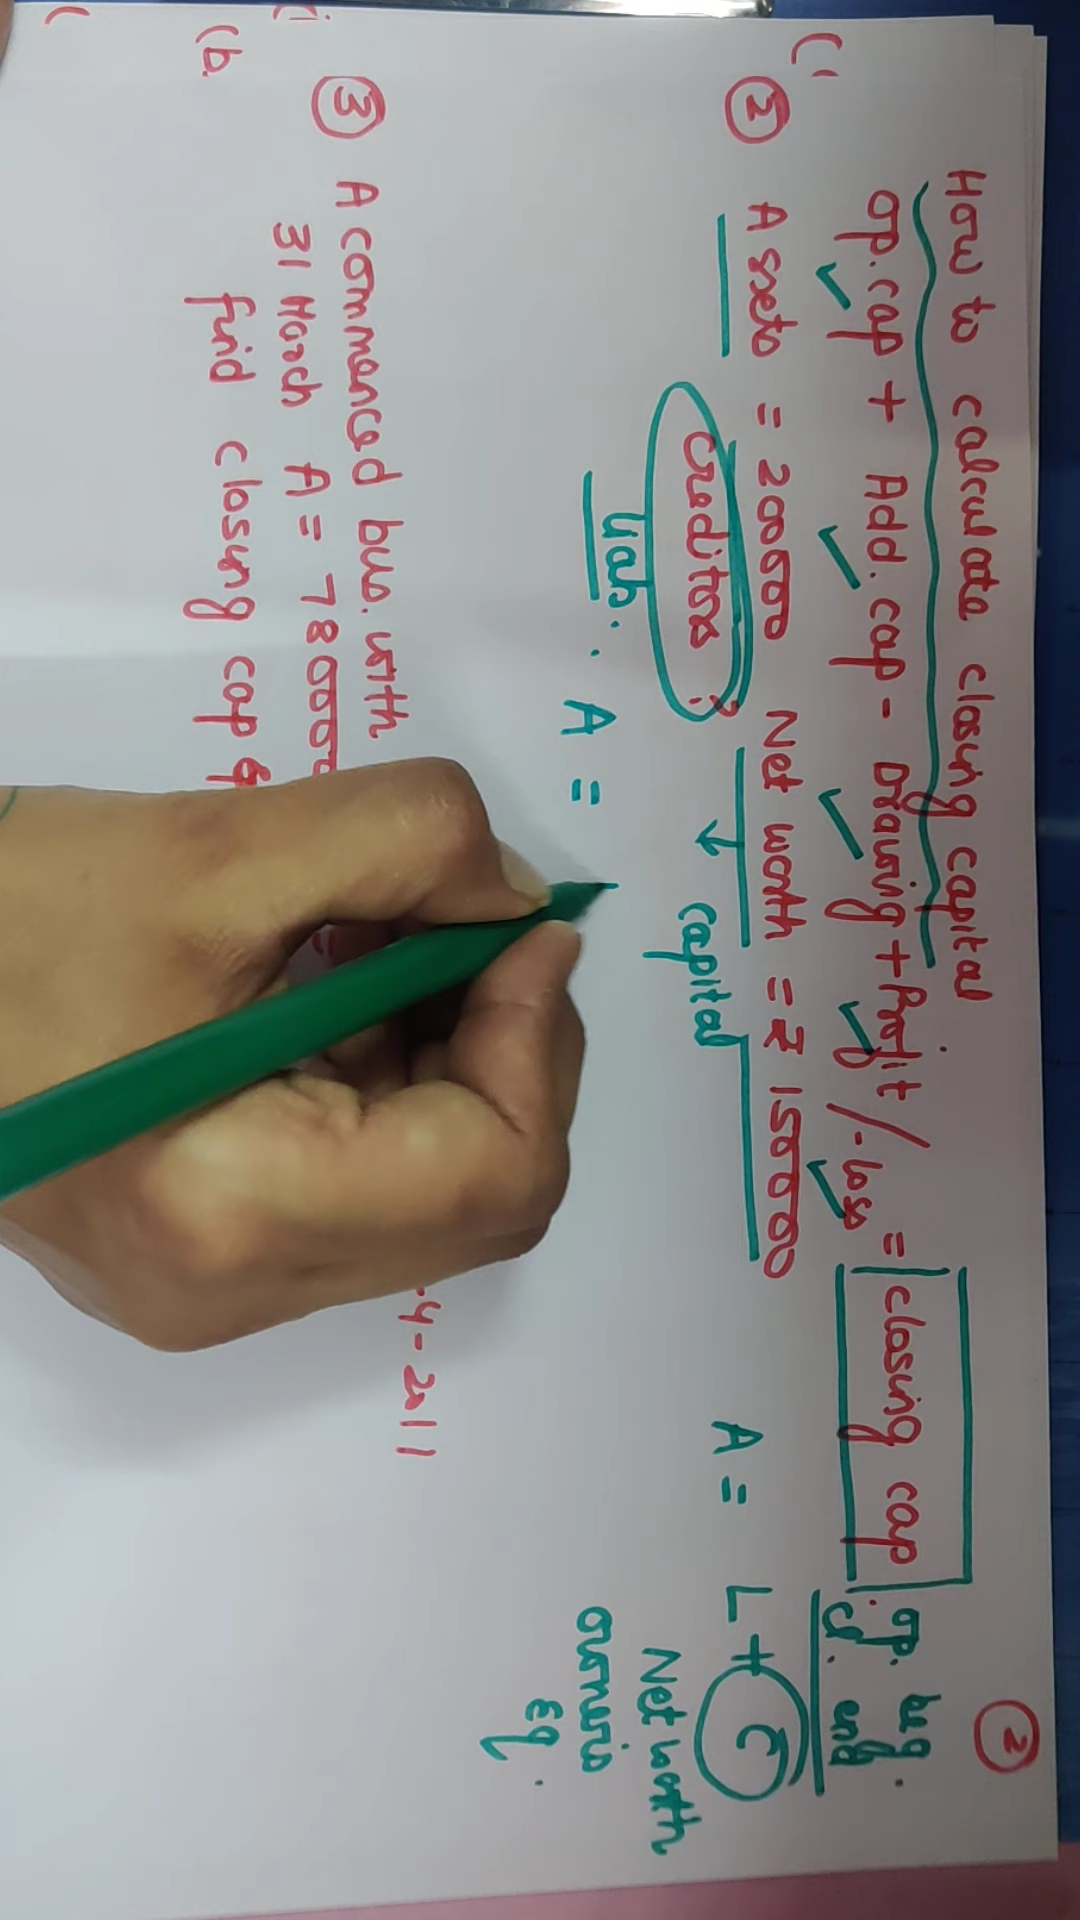 ②
How to calculate closing capital
op. cap + Add. cap - Drawing + Profit / - loss = closing cap
op. beg.
cl. end
② Assets = 200000 Net worth = ₹ 150000
creditors ?
↓ capital
A = L + C
Net worth
owner's
Eq.
Liab.
A =
③ A commenced bus. with
-4-2011
31 March A = 78000
find closing cap &
(b.